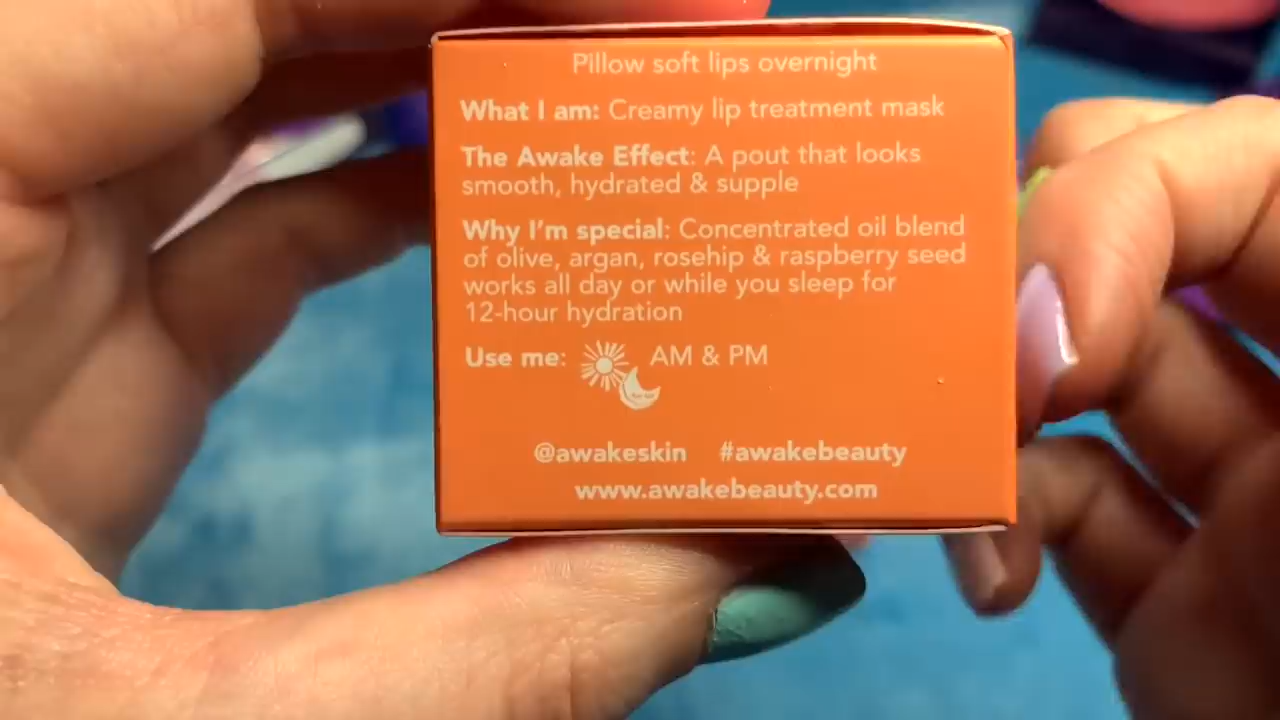 Pillow soft lips overnight
What I am: Creamy lip treatment mask
The Awake Effect: A pout that looks
smooth, hydrated & supple
Why I'm special: Concentrated oil blend
of olive, argan, rosehip & raspberry seed
works all day or while you sleep for
12-hour hydration
Use me: AM & PM
@awakeskin #awakebeauty
www.awakebeauty.com